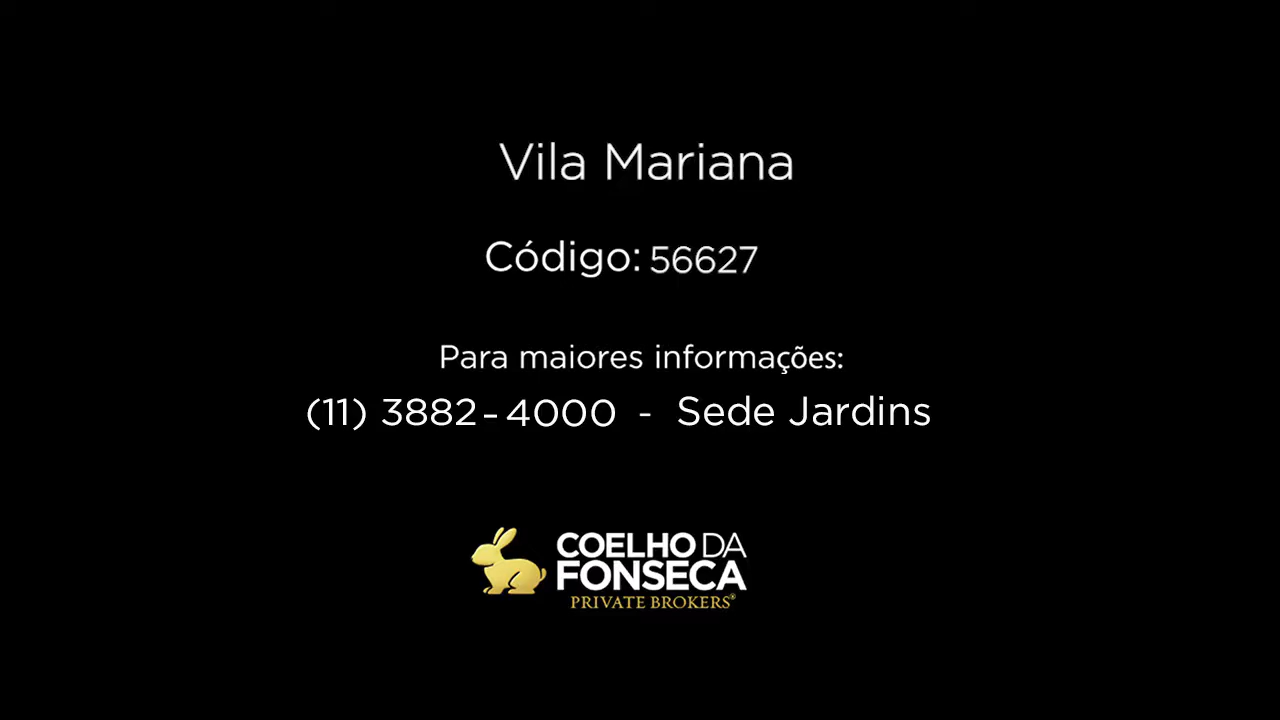 Vila Mariana
Código: 56627
Para maiores informações:
(11) 3882-4000 - Sede Jardins
COELHO DA
FONSECA
PRIVATE BROKERS®